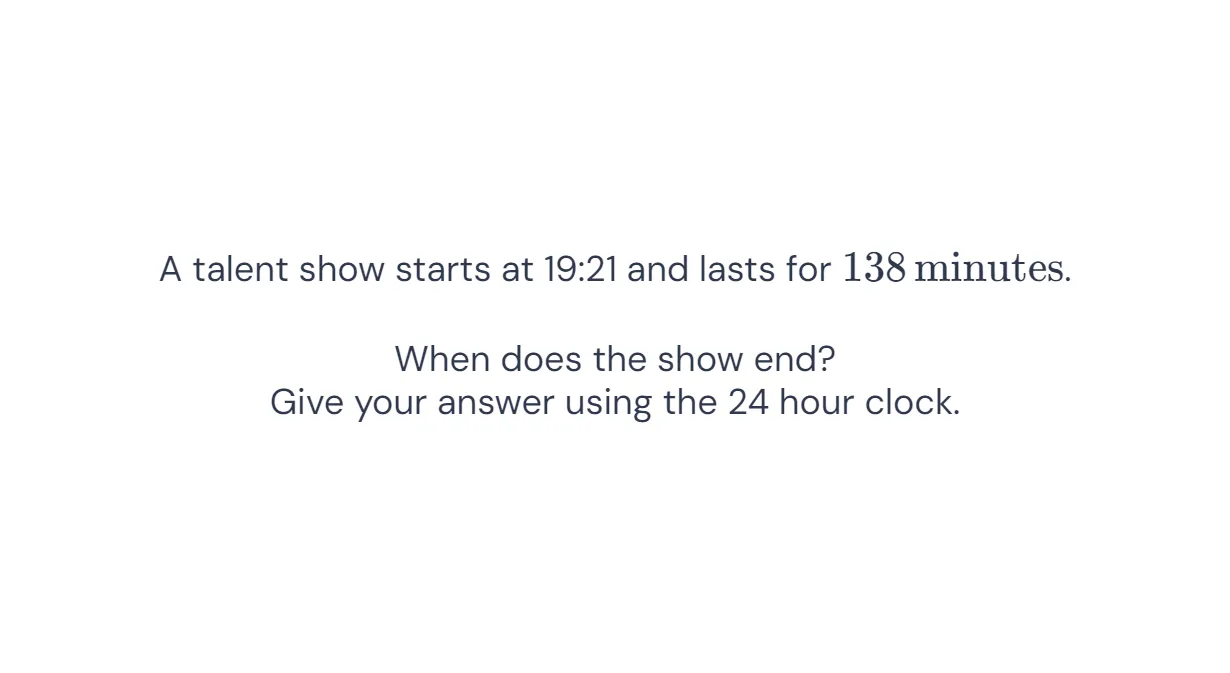 A talent show starts at 19:21 and lasts for 138 minutes.
When does the show end?
Give your answer using the 24 hour clock.